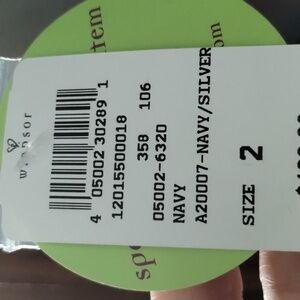 windsor
4 05002 30289 1
12015500018
358 106
05002-6320
NAVY
A20007-NAVY/SILVER
SIZE 2